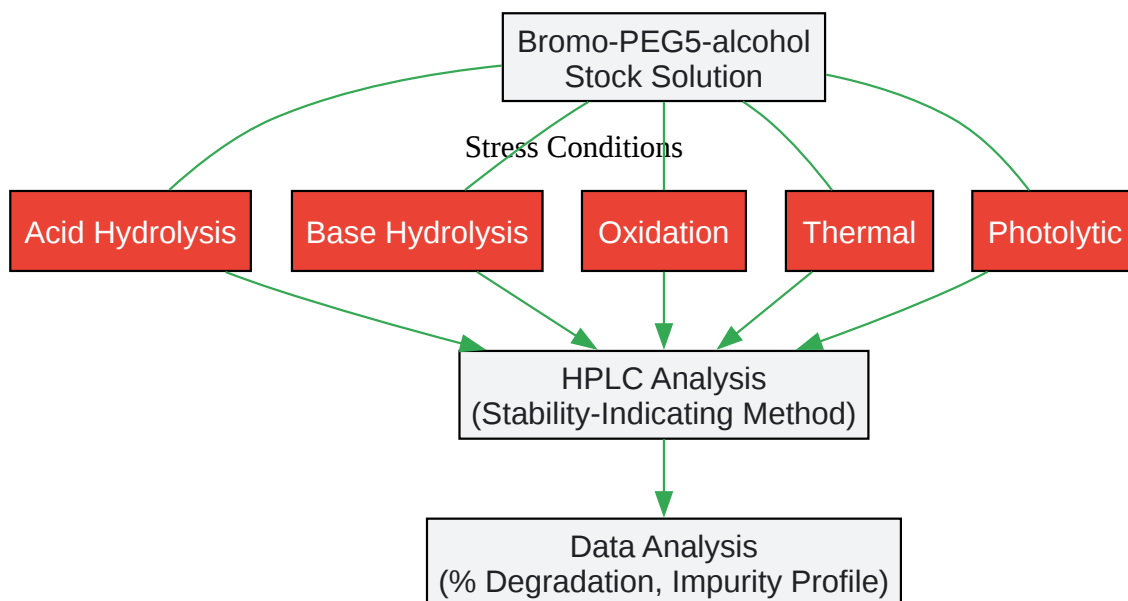 Bromo-PEG5-alcohol
Stock Solution
Stress Conditions
Acid Hydrolysis
Base Hydrolysis
Oxidation
Thermal
Photolytic
HPLC Analysis
(Stability-Indicating Method)
Data Analysis
(% Degradation, Impurity Profile)